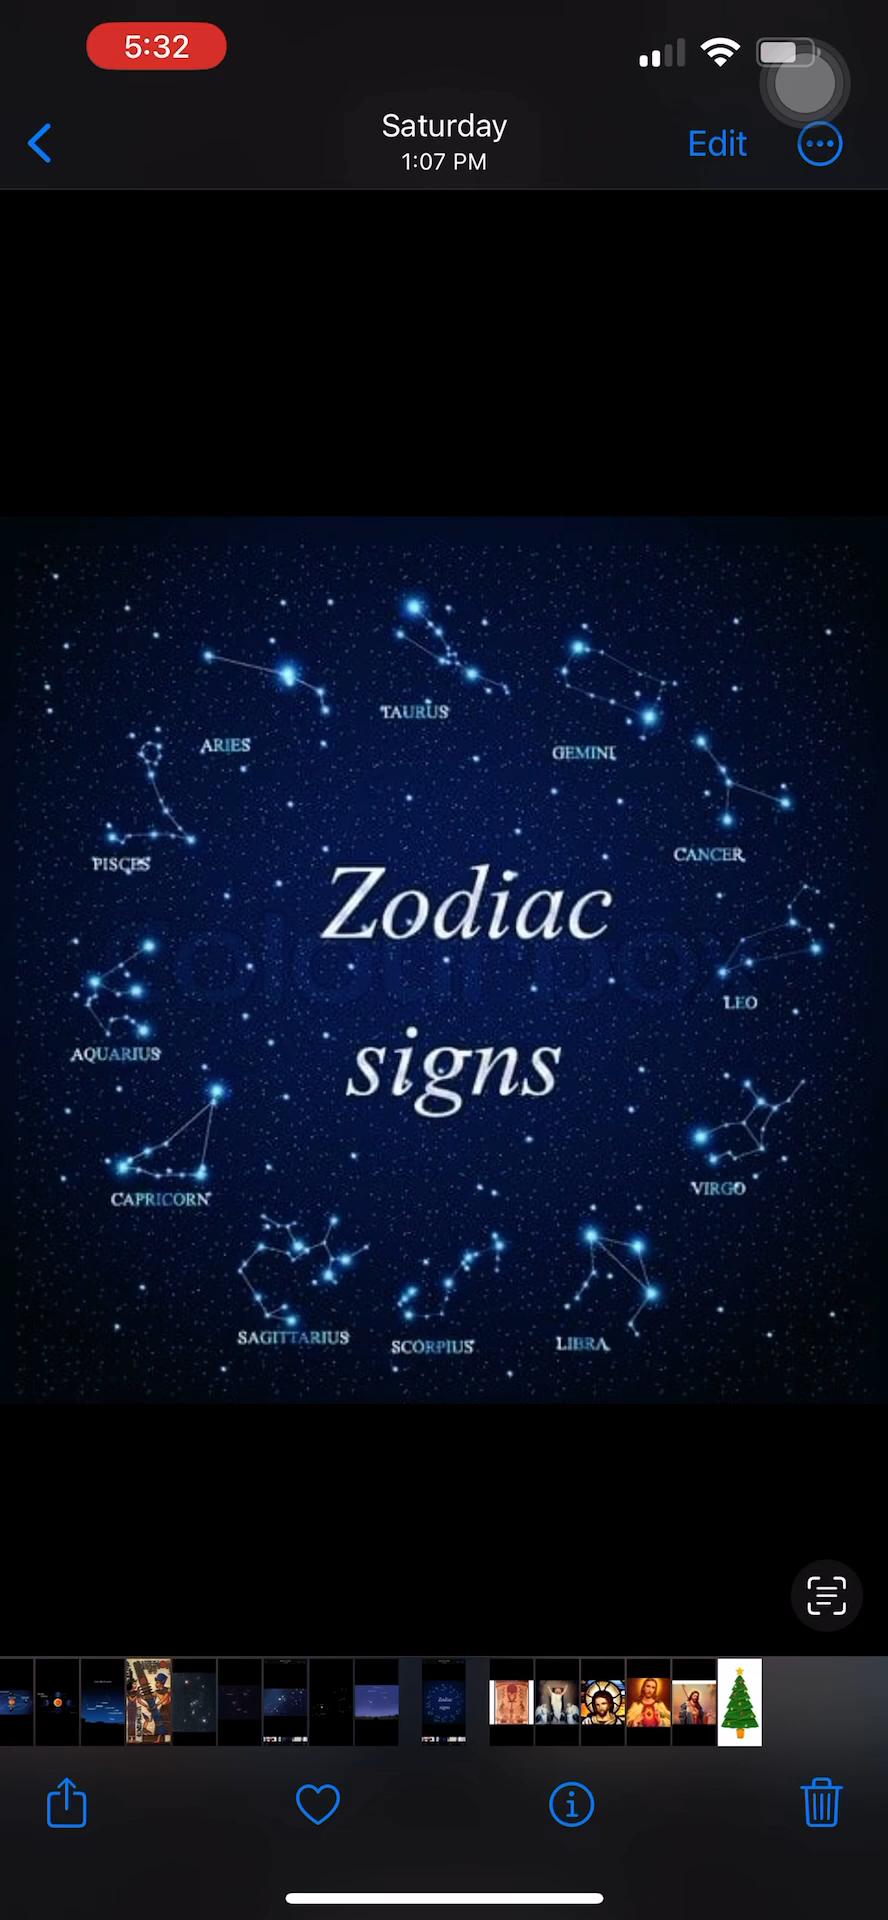 5:32
Saturday
1:07 PM
Edit
TAURUS
ARIES
GEMINI
PISCES
CANCER
Zodiac
LEO
signs
AQUARIUS
VIRGO
CAPRICORN
SAGITTARIUS
SCORPIUS
LIBRA